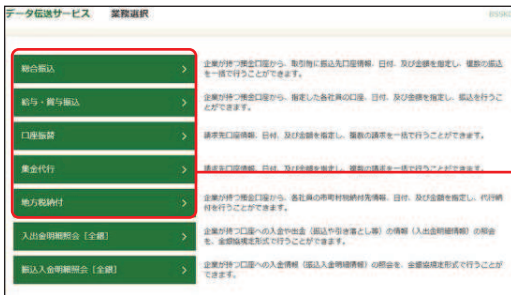 データ伝送サービス 業務選択
総合振込 >
企業が持つ預金口座から、取引先に振込先口座情報、日付、及び金額を指定し、複数の振込
を一括で行うことができます。
給与・賞与振込 >
企業が持つ預金口座から、指定した各社員の口座、日付、及び金額を指定し、振込を行うこ
とができます。
口座振替 >
請求先口座情報、日付、及び金額を指定し、複数の請求を一括で行うことができます。
集金代行 >
請求先口座情報、日付、及び金額を指定し、複数の請求を一括で行うことができます。
地方税納付 >
企業が持つ預金口座から、各社員の市町村別納付先情報、日付、及び金額を指定し、代行納
付を行うことができます。
入出金明細照会［全銀］ >
企業が持つ口座への入金や出金（振込や引き落とし等）の情報（入出金明細情報）の照会
を、全銀協規定形式で行うことができます。
振込入金明細照会［全銀］ >
企業が持つ口座への入金情報（振込入金明細情報）の照会を、全銀協規定形式で行うことが
できます。